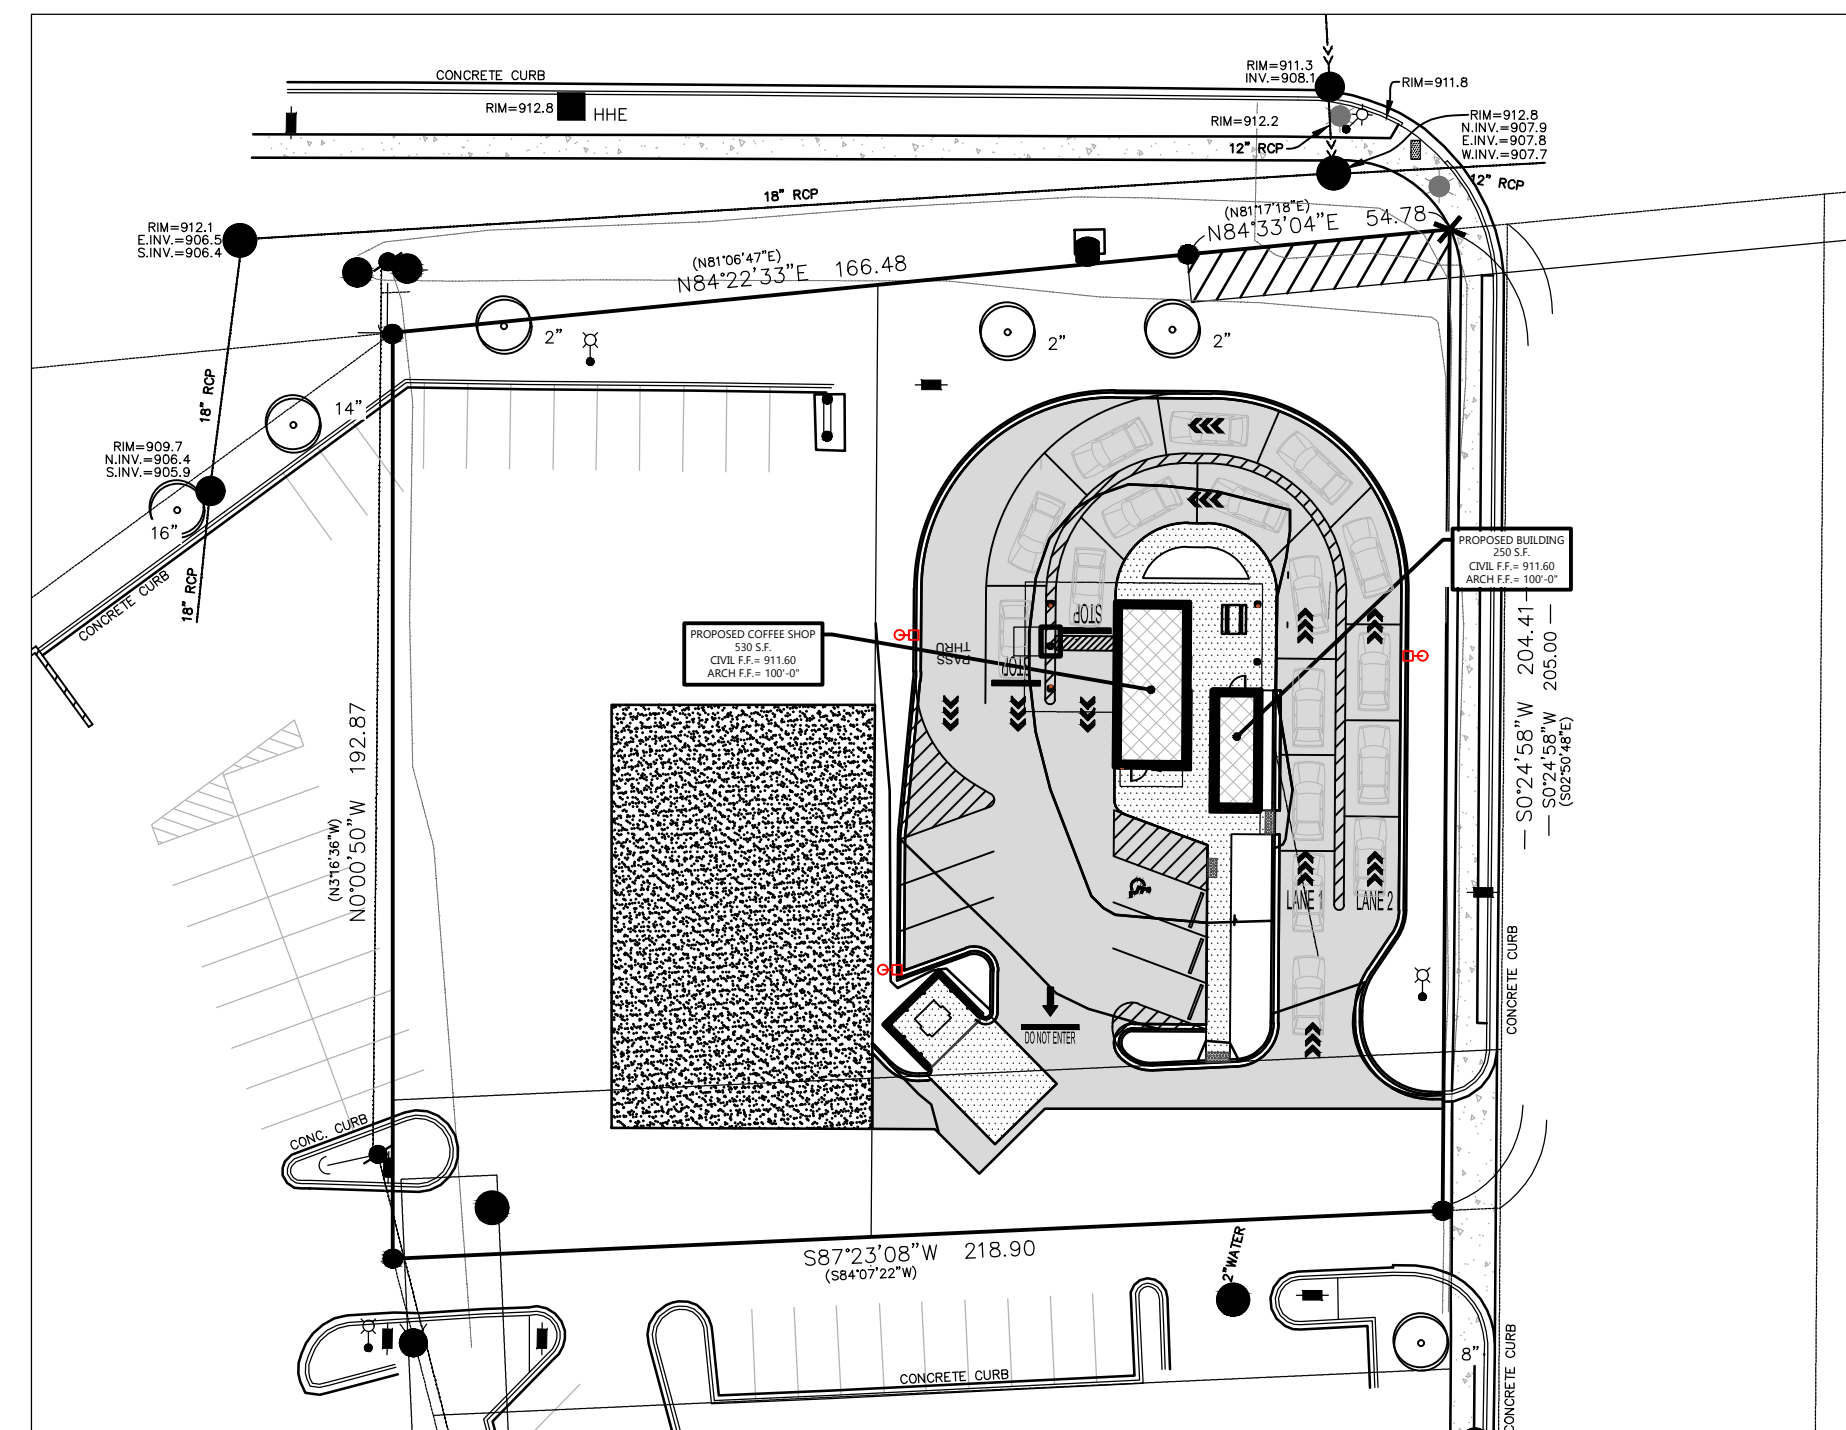 CONCRETE CURB
RIM=912.8
HHE
RIM=911.3
INV.=908.1
RIM=911.8
RIM=912.2
12" RCP
RIM=912.8
N.INV.=907.9
E.INV.=907.8
W.INV.=907.7
12" RCP
18" RCP
RIM=912.1
E.INV.=906.5
S.INV.=906.4
(N81°17'18"E)
N84°33'04"E 54.78
(N81°06'47"E)
N84°22'33"E 166.48
2"
2"
2"
18" RCP
14"
RIM=909.7
N.INV.=906.4
S.INV.=905.9
16"
18" RCP
CONCRETE CURB
PROPOSED BUILDING
250 S.F.
CIVIL F.F.= 911.60
ARCH F.F.= 100'-0"
PROPOSED COFFEE SHOP
530 S.F.
CIVIL F.F.= 911.60
ARCH F.F.= 100'-0"
STOP
STOP
PASS
THRU
S0°24'58"W 204.41
S0°24'58"W 205.00
(S02°50'48"E)
(N3°16'36"W)
N0°00'50"W 192.87
LANE 1
LANE 2
CONCRETE CURB
DO NOT ENTER
CONC. CURB
S87°23'08"W 218.90
(S84°07'22"W)
2"WATER
8"
CONCRETE CURB
CONCRETE CURB